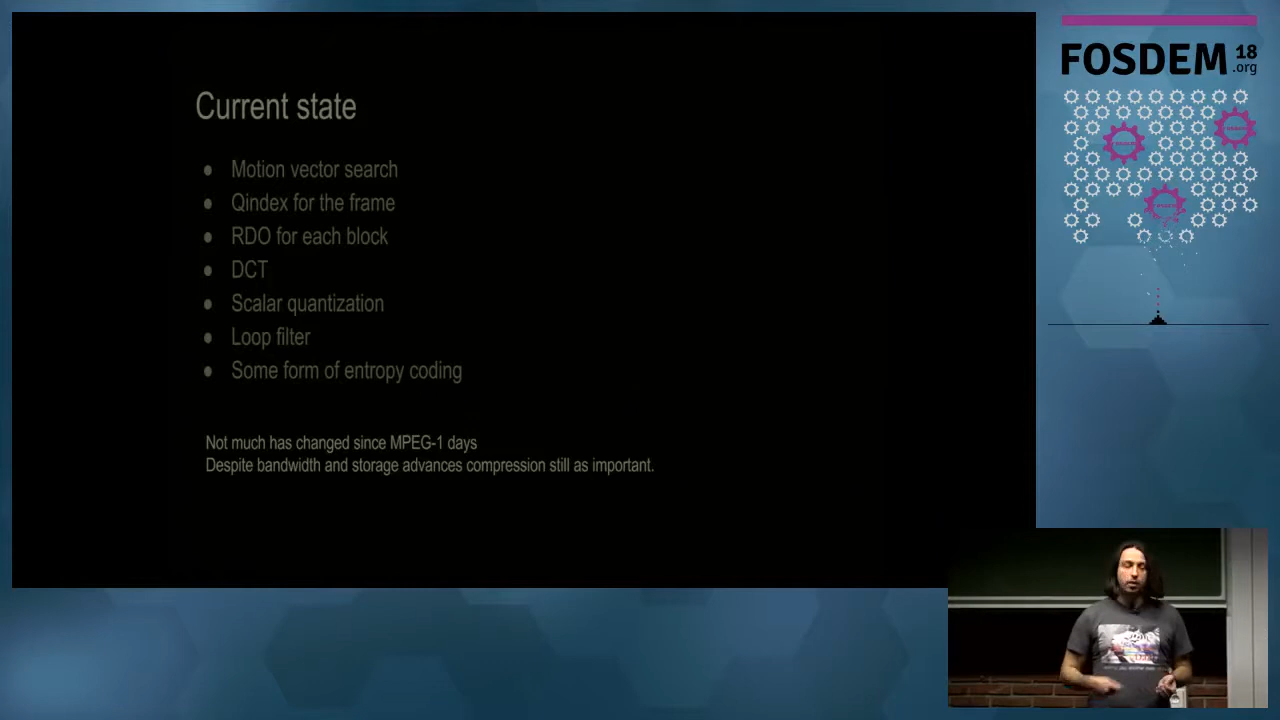 Current state
Motion vector search
Qindex for the frame
RDO for each block
DCT
Scalar quantization
Loop filter
Some form of entropy coding
Not much has changed since MPEG-1 days
Despite bandwidth and storage advances compression still as important.
FOSDEM 18
.org